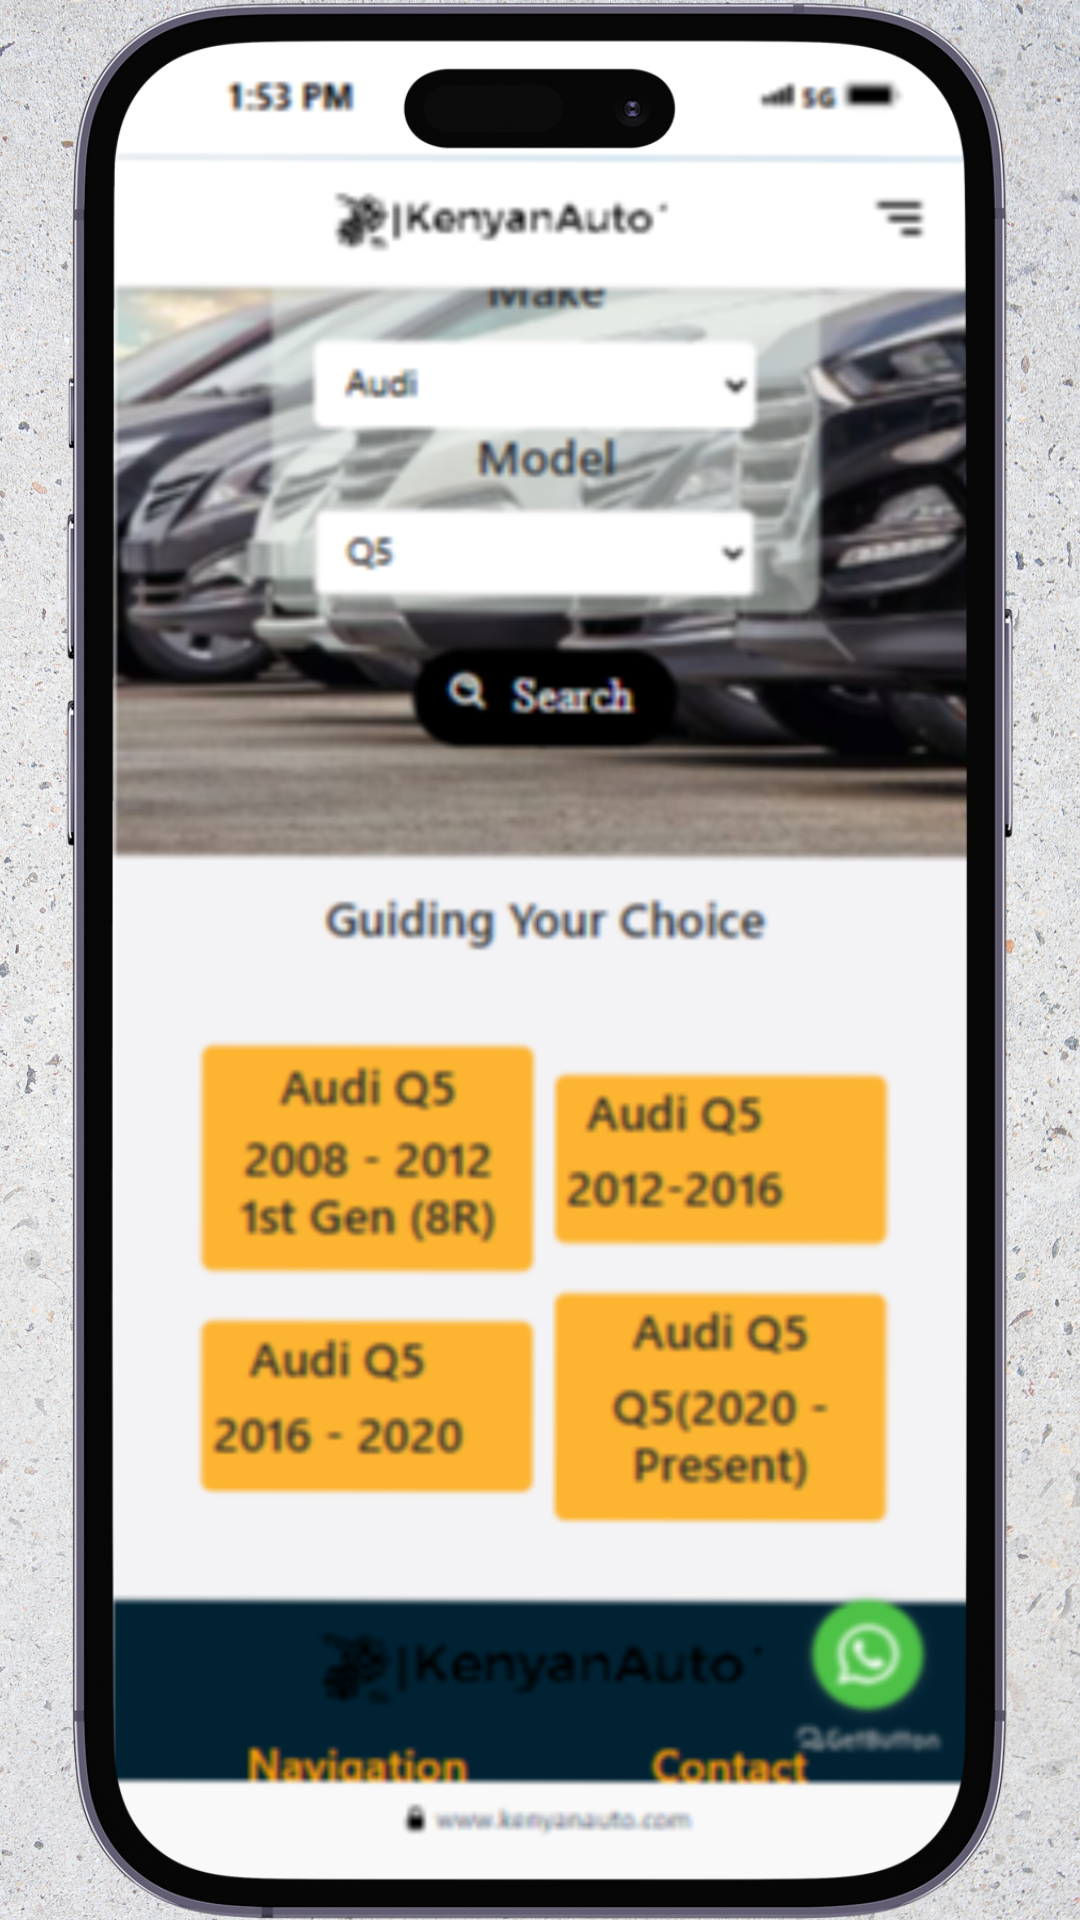 1:53 PM
5G
|KenyanAuto
Make
Audi
Model
Q5
Search
Guiding Your Choice
Audi Q5
2008 - 2012
1st Gen (8R)
Audi Q5
2012-2016
Audi Q5
2016 - 2020
Audi Q5
Q5(2020 -
Present)
|KenyanAuto
GetButton
Navigation
Contact
www.kenyanauto.com